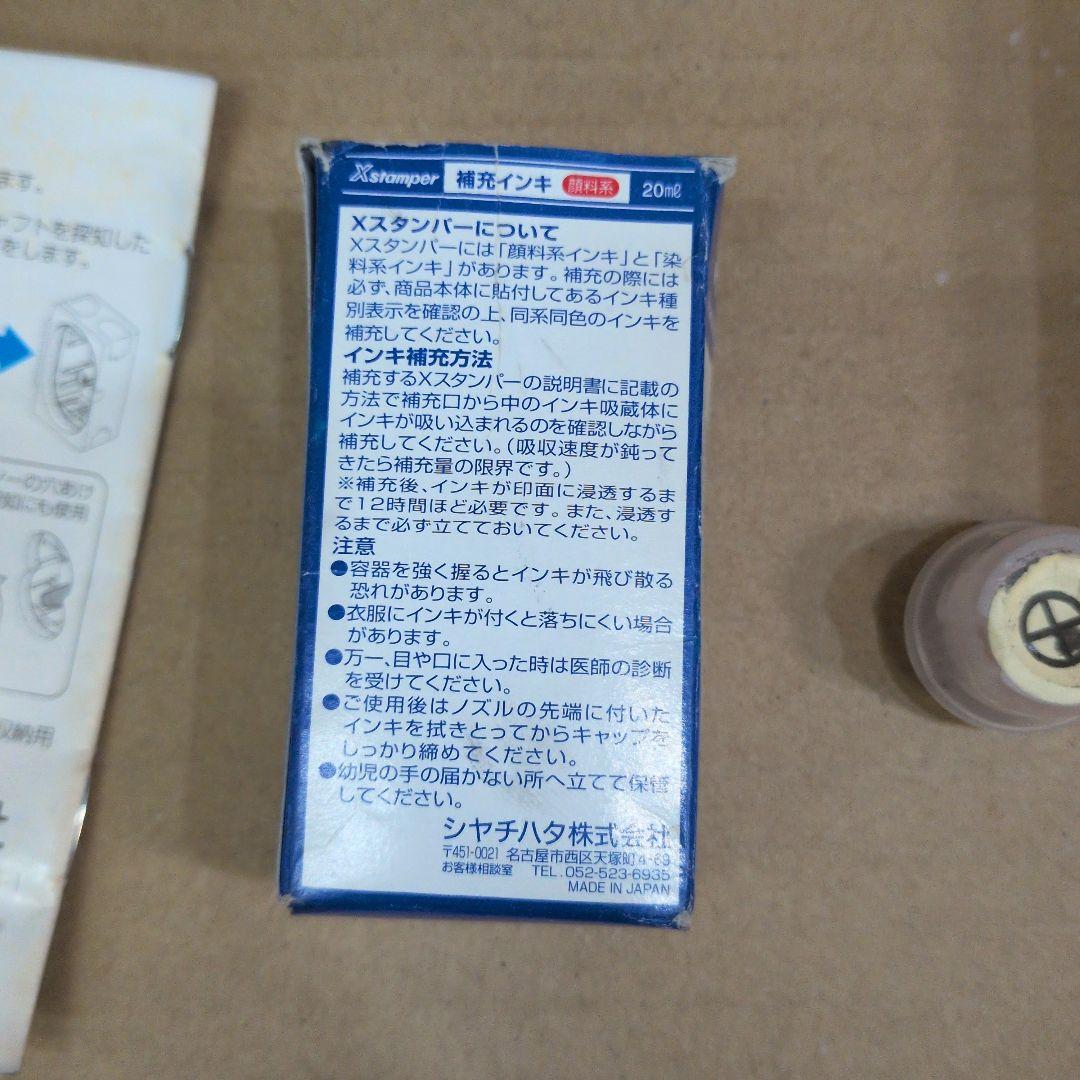 ます。
ャフトを探知した
をします。
ーの穴あけ
知にも使用
収納用
Xstamper 補充インキ 顔料系 20ml
Xスタンパーについて
Xスタンパーには「顔料系インキ」と「染
料系インキ」があります。補充の際には
必ず、商品本体に貼付してあるインキ種
別表示を確認の上、同系同色のインキを
補充してください。
インキ補充方法
補充するXスタンパーの説明書に記載の
方法で補充口から中のインキ吸蔵体に
インキが吸い込まれるのを確認しながら
補充してください。(吸収速度が鈍って
きたら補充量の限界です。)
※補充後、インキが印面に浸透するま
で12時間ほど必要です。また、浸透す
るまで必ず立てておいてください。
注意
●容器を強く握るとインキが飛び散る
恐れがあります。
●衣服にインキが付くと落ちにくい場合
があります。
●万一、目や口に入った時は医師の診断
を受けてください。
●ご使用後はノズルの先端に付いた
インキを拭きとってからキャップを
しっかり締めてください。
●幼児の手の届かない所へ立てて保管
してください。
シヤチハタ株式会社
〒451-0021 名古屋市西区天塚町4-69
お客様相談室 TEL.052-523-6935
MADE IN JAPAN